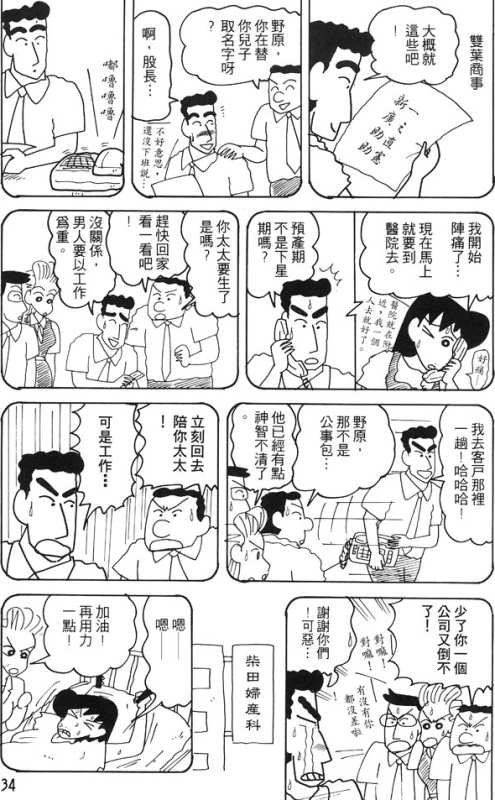 雙葉商事
大概就
這些吧
！
野原，
你在替
你兒子
取名字呀
？
啊，股長…
不好意思，
還沒下班說…
嘟嚕嚕嚕
我開始
陣痛了…
現在馬上
就要到
醫院去。
好痛
醫院就在附
近，我一個
人去就好了。
預產期
不是下星
期嗎？
你太太要生了
是嗎？
趕快回家
看一看吧
！
沒關係，
男人要以工作
為重。
我去客戶那裡
一趟！哈哈哈！
野原，
那不是
公事包…
他已經有點
神智不清了
。
立刻回去
陪你太太
！
可是工作…
少了你一個
公司又倒不
了！
對嘛！
對嘛！
有沒有你
都沒差啦
謝謝你們
！可惡…
柴田婦產科
嗯…
嗯
加油！
再用力
一點！
34